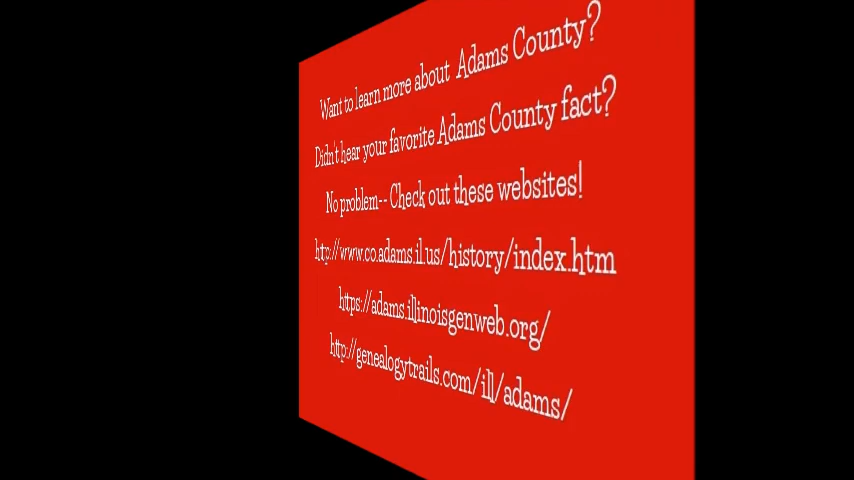 Want to learn more about Adams County?
Didn't hear your favorite Adams County fact?
No problem-- Check out these websites!
http://www.co.adams.il.us/history/index.htm
https://adams.illinoisgenweb.org/
http://genealogytrails.com/ill/adams/